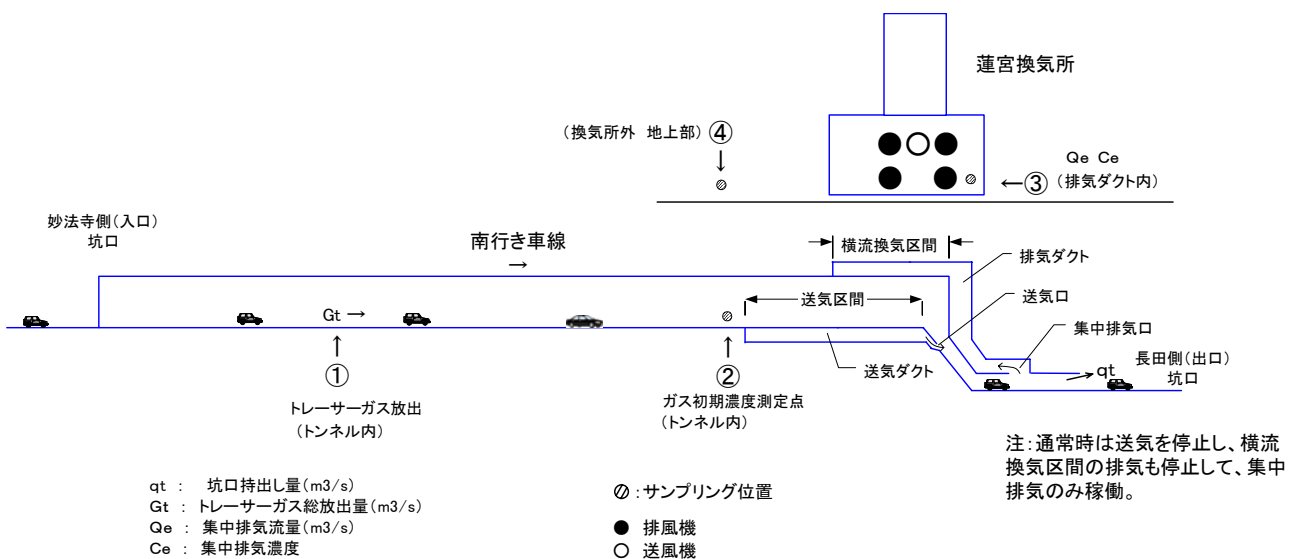 蓮宮換気所
(換気所外 地上部) ④
Qe Ce
←③ (排気ダクト内)
妙法寺側(入口)
坑口
南行き車線
→
横流換気区間
排気ダクト
送気区間
送気口
Gt →
集中排気口
①
②
送気ダクト
qt
長田側(出口)
坑口
トレーサーガス放出
(トンネル内)
ガス初期濃度測定点
(トンネル内)
注:通常時は送気を停止し、横流
換気区間の排気も停止して、集中
排気のみ稼働。
qt : 坑口持出し量(m3/s)
Gt : トレーサーガス総放出量(m3/s)
Qe : 集中排気流量(m3/s)
Ce : 集中排気濃度
:サンプリング位置
排風機
送風機